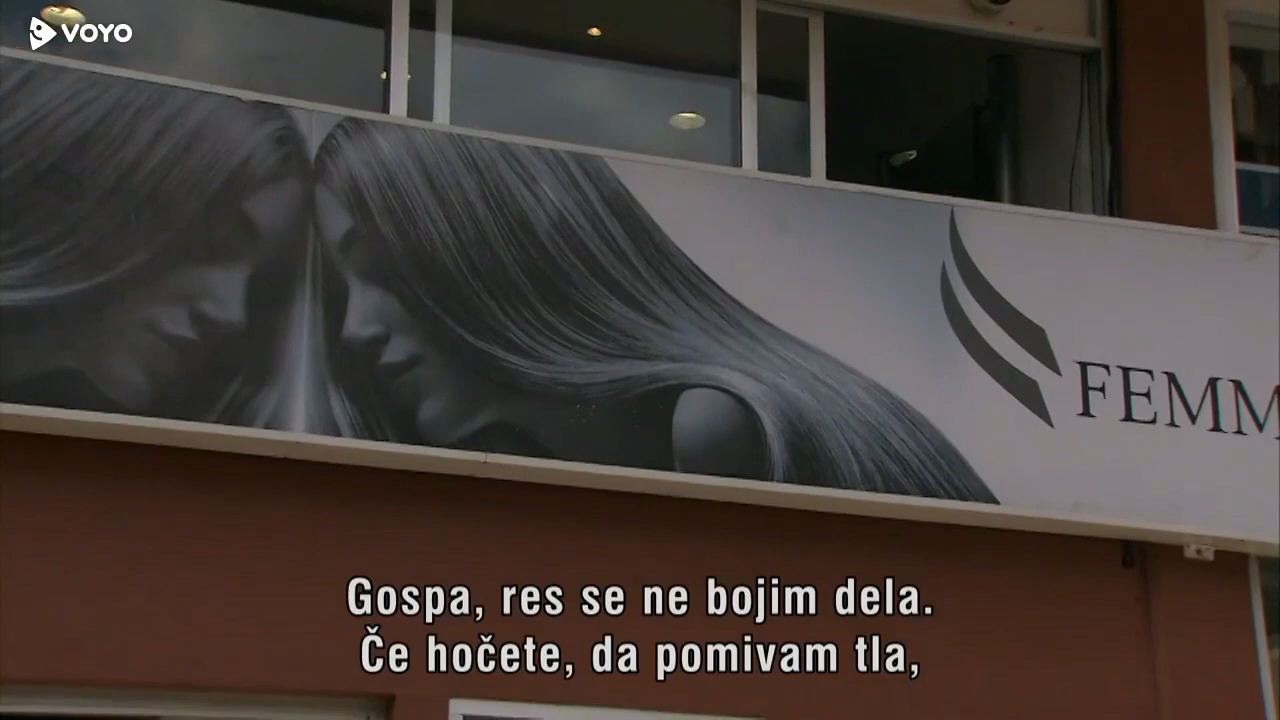 VOYO
FEMM
Gospa, res se ne bojim dela.
Če hočete, da pomivam tla,